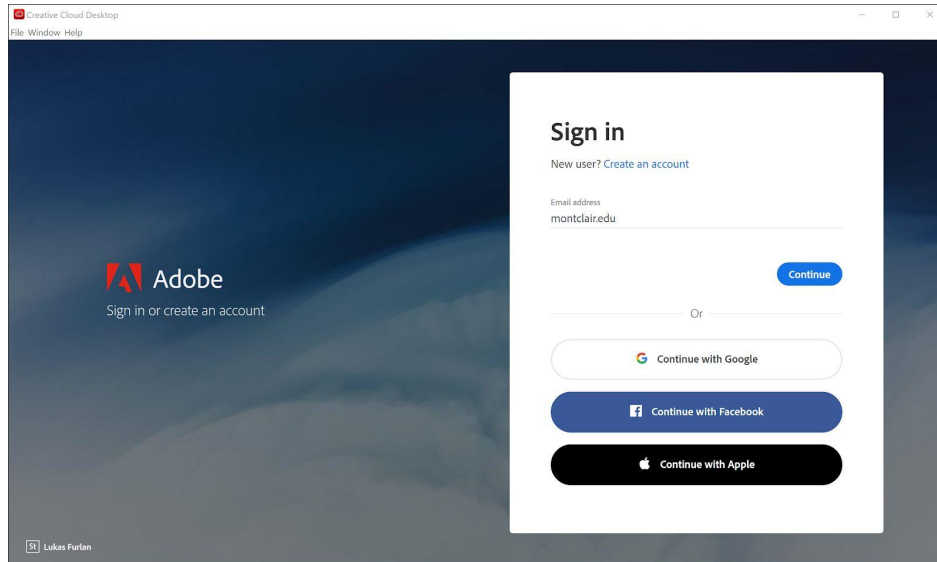 Creative Cloud Desktop
File Window Help
Sign in
New user? Create an account
Email address
montclair.edu
Continue
Or
Continue with Google
Continue with Facebook
Continue with Apple
Adobe
Sign in or create an account
St Lukas Furlan